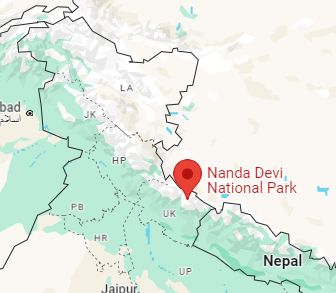 LA
bad
اسلام
JK
HP
Nanda Devi
National Park
PB
UK
HR
Nepal
UP
Jaipur